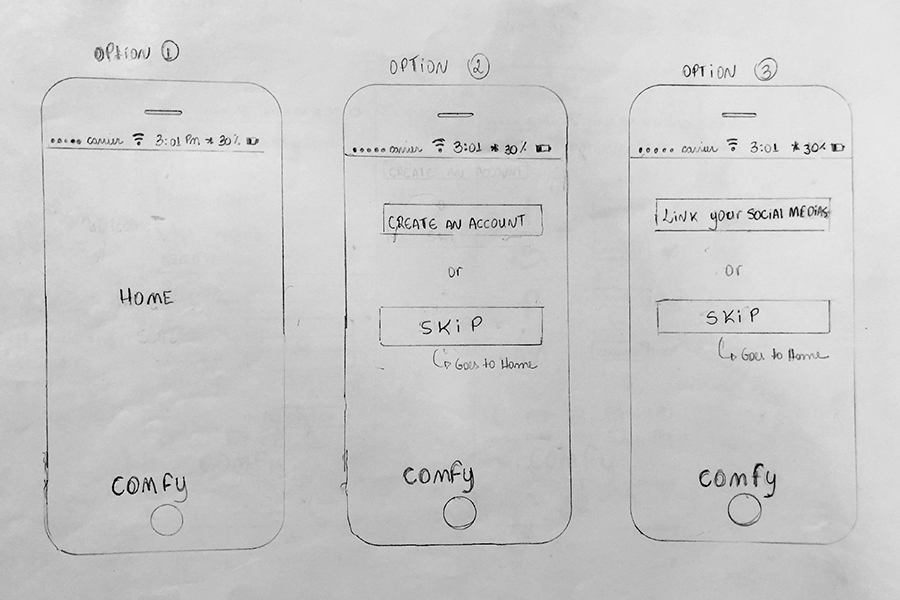 OPTION 1
..... carrier 3:01 PM * 30%
HOME
COMFY
OPTION 2
..... carrier 3:01 * 30%
CREATE AN ACCOUNT
or
SKIP
Goes to Home
COMFY
OPTION 3
..... carrier 3:01 * 30%
LINK your SOCIAL MEDIAS
or
SKIP
Goes to Home
COMFY